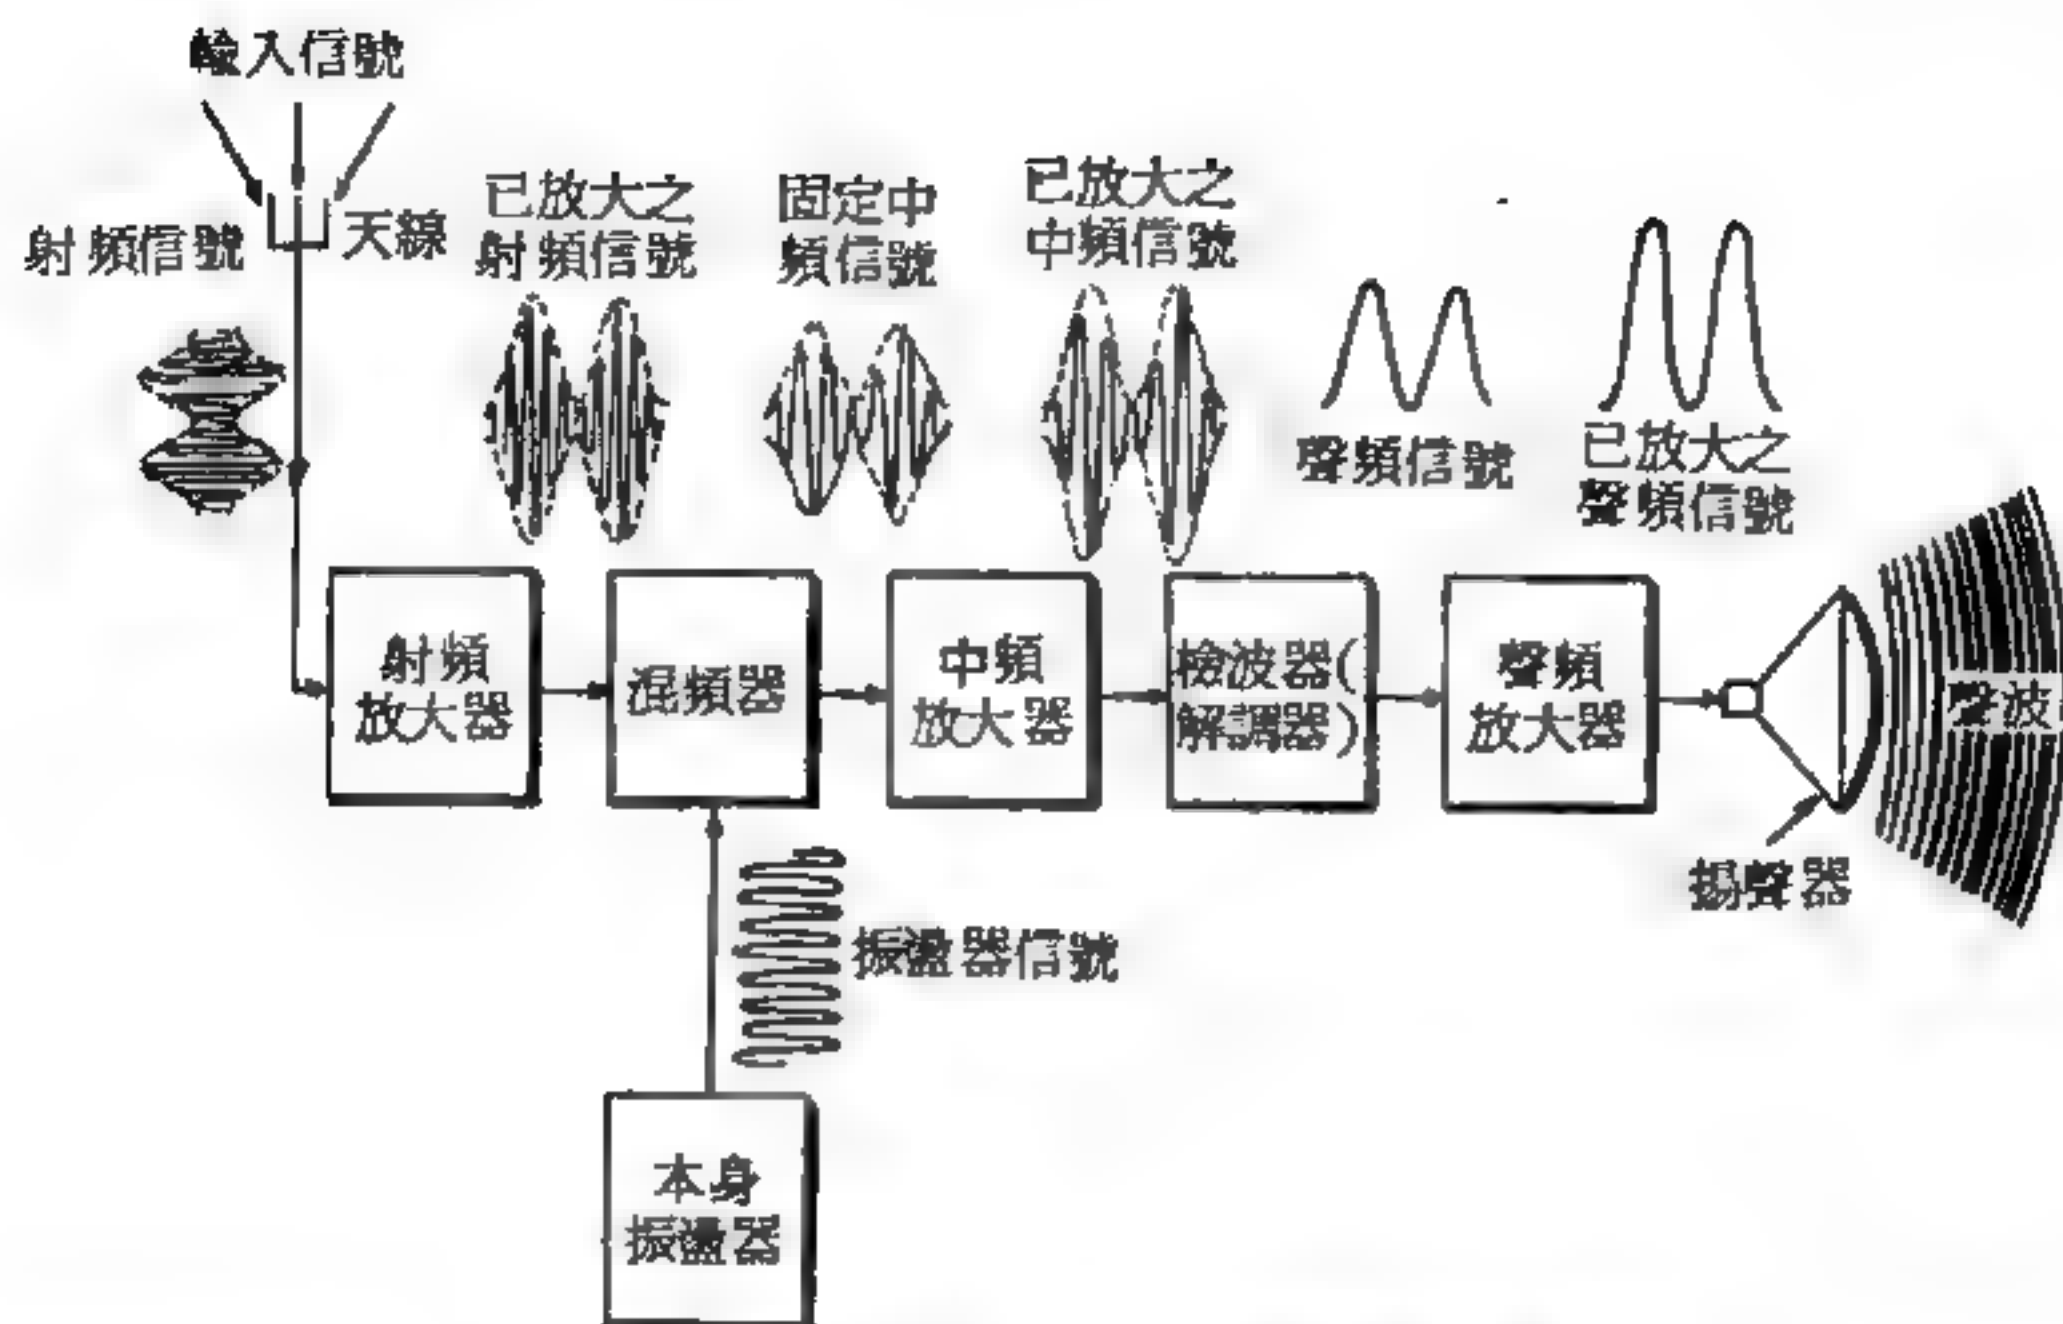 輸入信號
射頻信號
天線
已放大之
射頻信號
固定中
頻信號
已放大之
中頻信號
聲頻信號
已放大之
聲頻信號
射頻
放大器
混頻器
中頻
放大器
檢波器(
解調器)
聲頻
放大器
聲波
揚聲器
振盪器信號
本身
振盪器